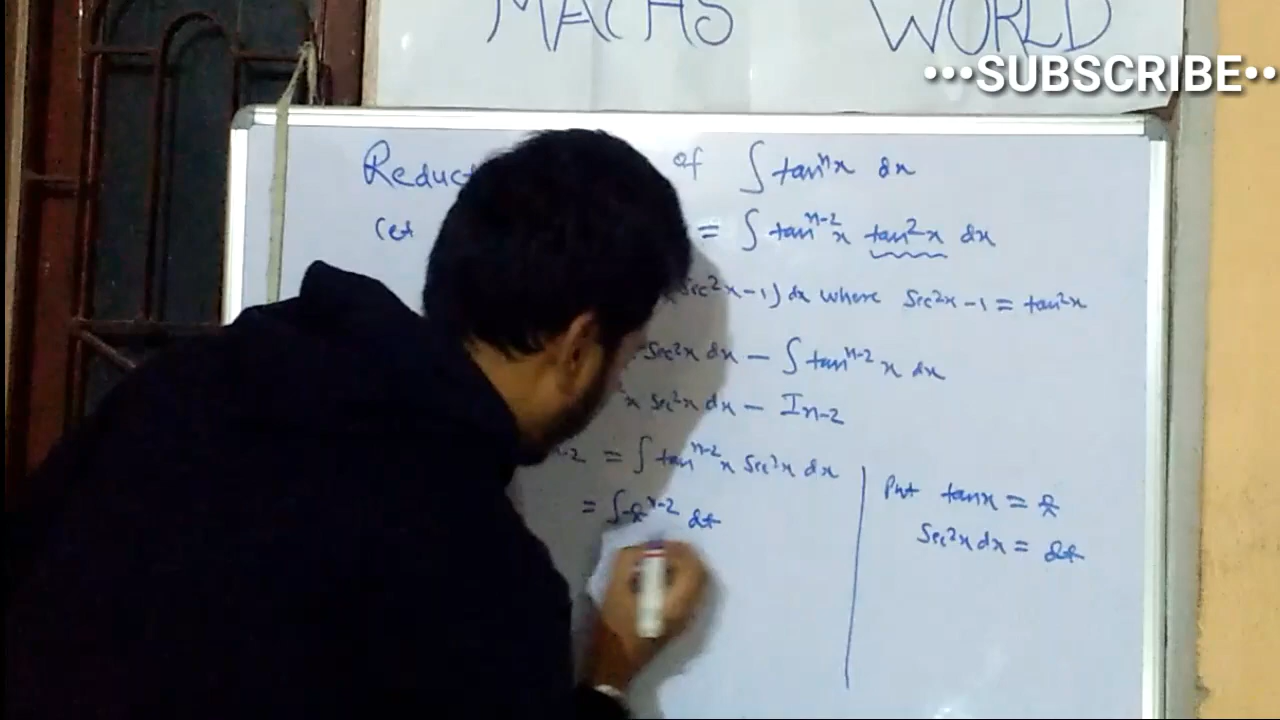 MATHS WORLD
•••SUBSCRIBE••
of ∫ tanⁿx dx
Let = ∫ tanⁿ⁻²x tan²x dx
sec²x-1) dx where sec²x-1 = tan²x
sec²x dx - ∫ tanⁿ⁻²x dx
x sec²x dx - Iₙ₋₂
n-2 = ∫ tanⁿ⁻²x sec²x dx
= ∫ tⁿ⁻² dt
Put tanx = t
sec²x dx = dt